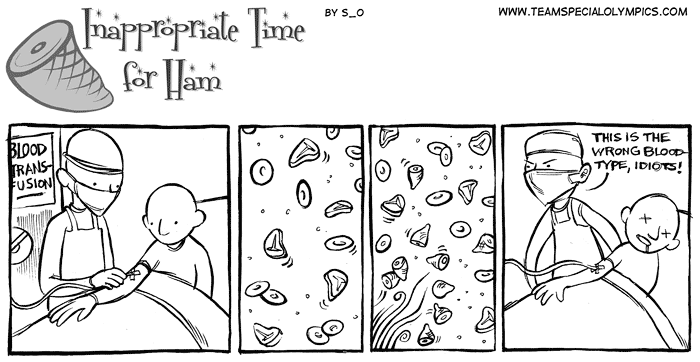 Inappropriate Time
for Ham
BY S_O
WWW.TEAMSPECIALOLYMPICS.COM
BLOOD
TRANS-
FUSION
THIS IS THE
WRONG BLOOD-
TYPE, IDIOTS!